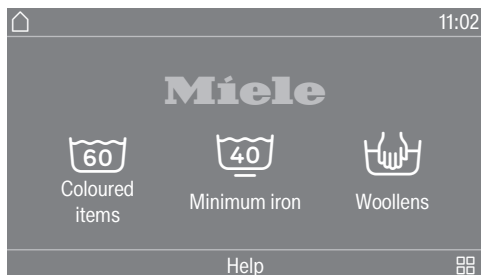 11:02
Miele
60
40
Coloured
items
Minimum iron
Woollens
Help